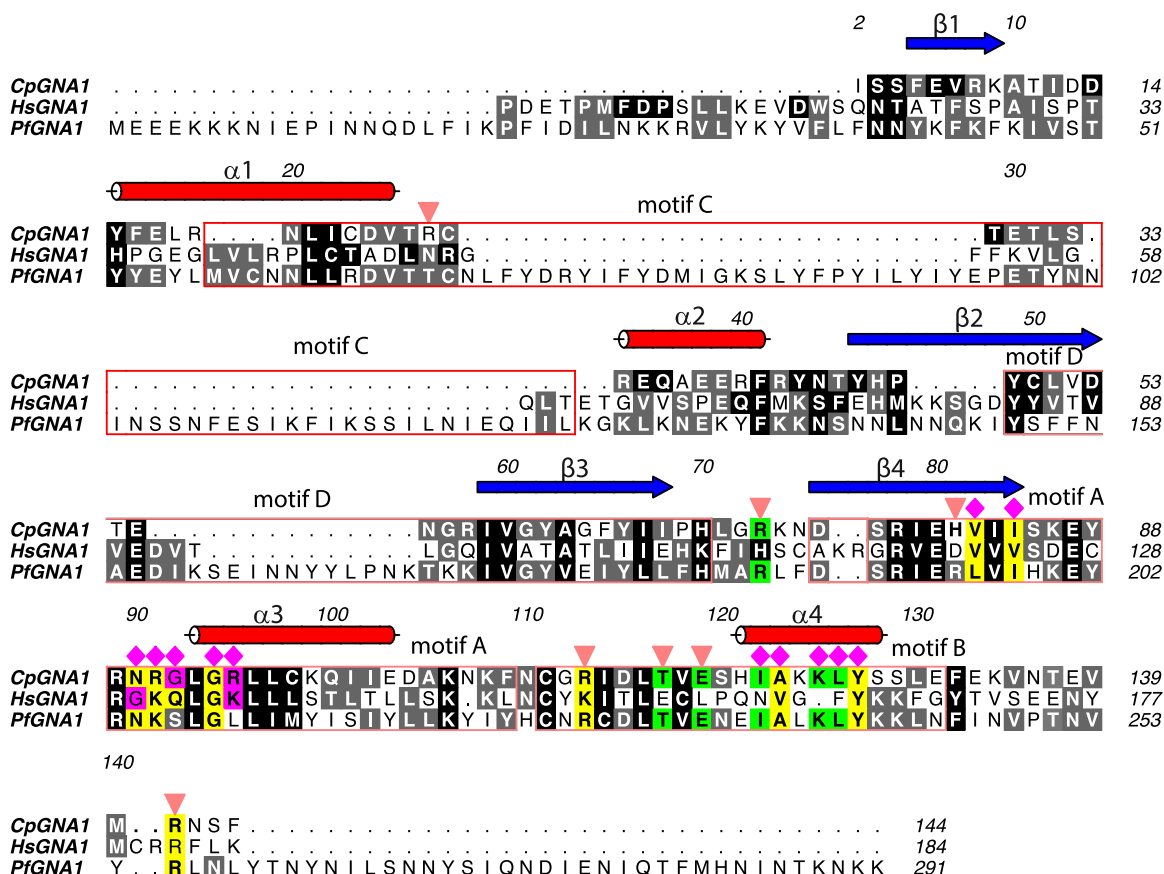 2 β1 10
CpGNA1 . . . . . . . . . . . . . . . . . . . . . . . . . . . . . . . . . . . . . . I S S F E V R K A T I D D 14
HsGNA1 . . . . . . . . . . . . . . . . . . . . P D E T P M F D P S L L K E V D W S Q N T A T F S P A I S P T 33
PfGNA1 M E E E K K K N I E P I N N Q D L F I K P F I D I L N K K R V L Y K Y V F L F N N Y K F K F K I V S T 51
α1 20 30
motif C
CpGNA1 Y F E L R . . . . N L I C D V T R C . . . . . . . . . . . . . . . . . . . . . . . . . . . T E T L S . 33
HsGNA1 H P G E G L V L R P L C T A D L N R G . . . . . . . . . . . . . . . . . . . . . . . . . F F K V L G . 58
PfGNA1 Y Y E Y L M V C N N L L R D V T T C N L F Y D R Y I F Y D M I G K S L Y F P Y I L Y I Y E P E T Y N N 102
α2 40 β2 50
motif C motif D
CpGNA1 . . . . . . . . . . . . . . . . . . . . . . . . . . R E Q A E E R F R Y N T Y H P . . . . . Y C L V D 53
HsGNA1 . . . . . . . . . . . . . . . . . . . . . Q L T E T G V V S P E Q F M K S F E H M K K S G D Y Y V T V 88
PfGNA1 I N S S N F E S I K F I K S S I L N I E Q I I L K G K L K N E K Y F K K N S N N L N N Q K I Y S F F N 153
60 β3 70 β4 80
motif D motif A
CpGNA1 T E . . . . . . . . . . . . . . N G R I V G Y A G F Y I I P H L G R K N D . . S R I E H V I I S K E Y 88
HsGNA1 V E D V T . . . . . . . . . . . L G Q I V A T A T L I I E H K F I H S C A K R G R V E D V V V S D E C 128
PfGNA1 A E D I K S E I N N Y Y L P N K T K K I V G Y V E I Y L L F H M A R L F D . . S R I E R L V I H K E Y 202
90 α3 100 110 120 α4 130
motif A motif B
CpGNA1 R N R G L G R L L C K Q I I E D A K N K F N C G R I D L T V E S H I A K K L Y S S L E F E K V N T E V 139
HsGNA1 R G K Q L G K L L L S T L T L L S K . K L N C Y K I T L E C L P Q N V G . F Y K K F G Y T V S E E N Y 177
PfGNA1 R N K S L G L L I M Y I S I Y L L K Y I Y H C N R C D L T V E N E I A L K L Y K K L N F I N V P T N V 253
140
CpGNA1 M . . R N S F . . . . . . . . . . . . . . . . . . . . . . . . . . . . . . . . . 144
HsGNA1 M C R R F L K . . . . . . . . . . . . . . . . . . . . . . . . . . . . . . . . . 184
PfGNA1 Y . . R L N L Y T N Y N I L S N N Y S I Q N D I E N I Q T F M H N I N T K N K K 291